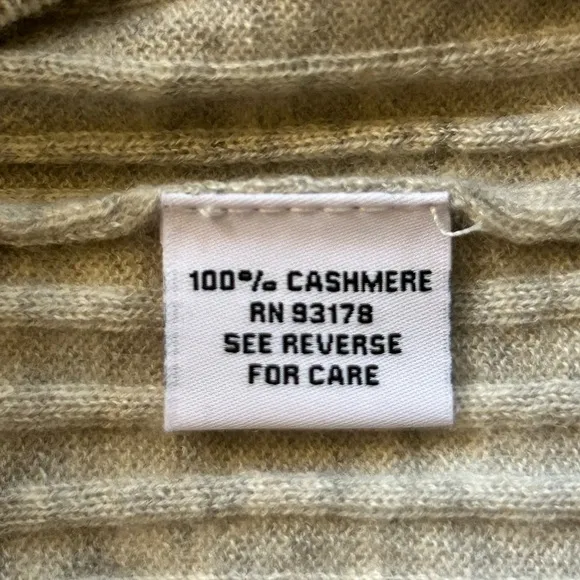 100% CASHMERE
RN 93178
SEE REVERSE
FOR CARE